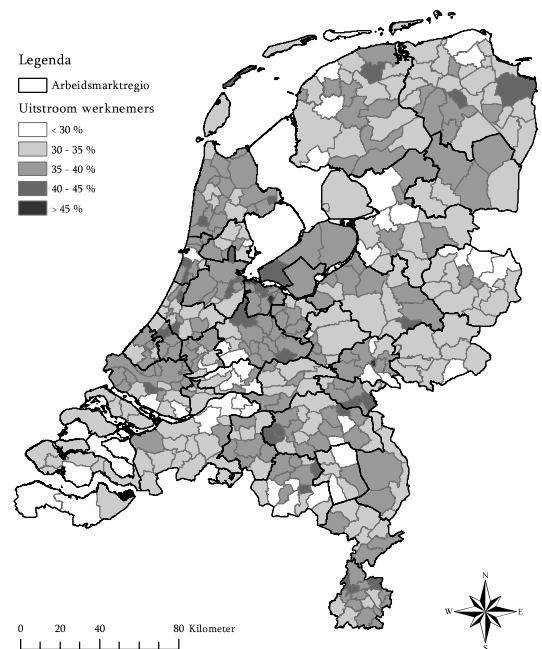 Legenda
Arbeidsmarktregio
Uitstroom werknemers
< 30 %
30 - 35 %
35 - 40 %
40 - 45 %
> 45 %
N
W E
S
0 20 40 80 Kilometer